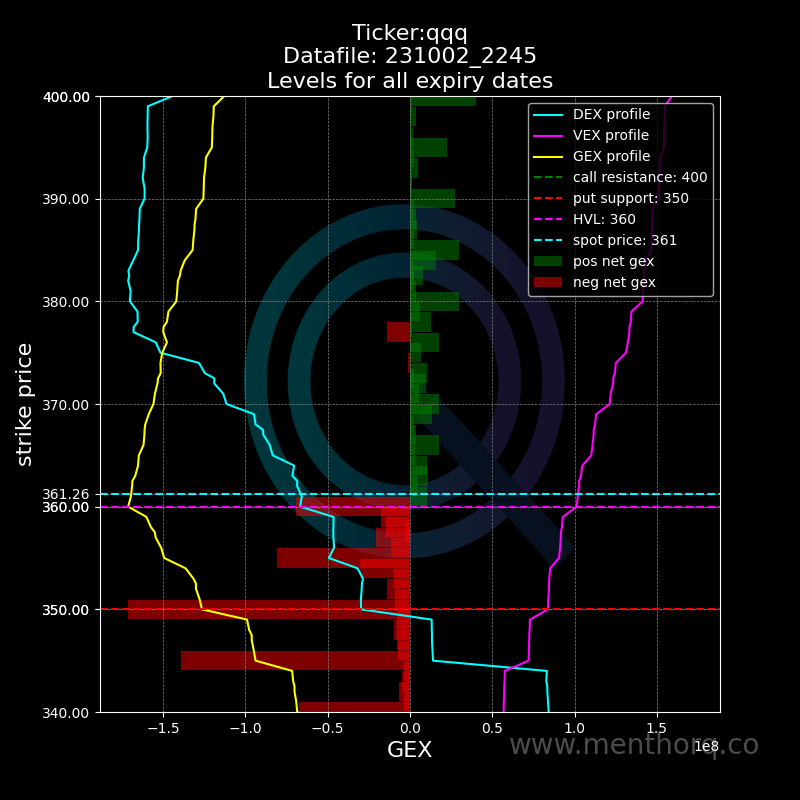 Ticker:qqq
Datafile: 231002_2245
Levels for all expiry dates
400.00
390.00
380.00
370.00
361.26
360.00
350.00
340.00
strike price
DEX profile
VEX profile
GEX profile
call resistance: 400
put support: 350
HVL: 360
spot price: 361
pos net gex
neg net gex
−1.5 −1.0 −0.5 0.0 0.5 1.0 1.5
1e8
GEX
www.menthorq.co